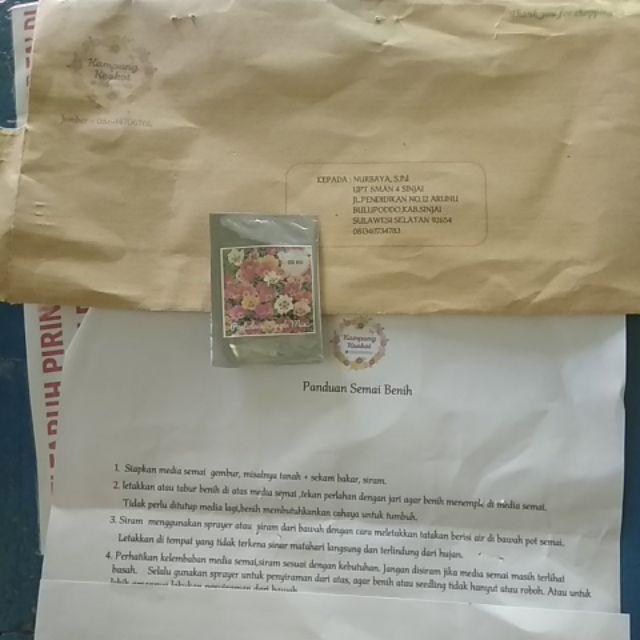 Thank you for shopping
Kampung
Koskoi
Jember -
KEPADA : NURBAYA, S.Pd
UPT SMAN 4 SINJAI
JL.PENDIDIKAN NO.12 ARUHU
BULUPODDO,KAB.SINJAI
SULAWESI SELATAN 92654
081340734783
Kampung
Koskoi
Panduan Semai Benih
1. Siapkan media semai gembur, misalnya tanah + sekam bakar, siram.
2. letakkan atau tabur benih di atas media semai ,tekan perlahan dengan jari agar benih menempel di media semai.
Tidak perlu ditutup media lagi,benih membutuhkankan cahaya untuk tumbuh.
3. Siram menggunakan sprayer atau siram dari bawah dengan cara meletakkan tatakan berisi air di bawah pot semai.
Letakkan di tempat yang tidak terkena sinar matahari langsung dan terlindung dari hujan.
4. Perhatikan kelembaban media semai,siram sesuai dengan kebutuhan. Jangan disiram jika media semai masih terlihat
basah. Selalu gunakan sprayer untuk penyiraman dari atas, agar benih atau seedling tidak hanyut atau roboh. Atau untuk
TARUH PIRING